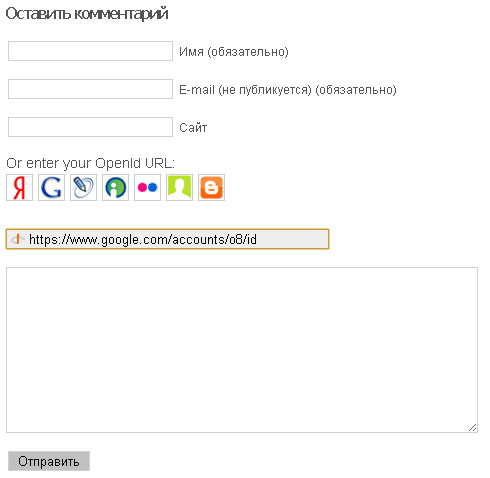 Оставить комментарий
Имя (обязательно)
E-mail (не публикуется) (обязательно)
Сайт
Or enter your OpenId URL:
https://www.google.com/accounts/o8/id
Отправить